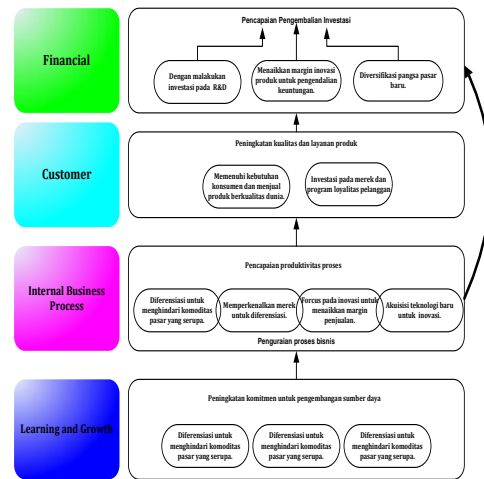 Pencapaian Pengembalian Investasi
Financial
Dengan malakukan
investasi pada R&D
Menaikkan margin inovasi
produk untuk pengendalian
keuntungan.
Diversifikasi pangsa pasar
baru.
Peningkatan kualitas dan layanan produk
Customer
Memenuhi kebutuhan
konsumen dan menjual
produk berkualitas dunia.
Investasi pada merek dan
program loyalitas pelanggan
Pencapaian produktivitas proses
Internal Business
Process
Diferensiasi untuk
menghindari komoditas
pasar yang serupa.
Memperkenalkan merek
untuk diferensiasi.
Forcus pada inovasi untuk
menaikkan margin
penjualan.
Akuisisi teknologi baru
untuk inovasi.
Penguraian proses bisnis
Peningkatan komitmen untuk pengembangan sumber daya
Learning and Growth
Diferensiasi untuk
menghindari komoditas
pasar yang serupa.
Diferensiasi untuk
menghindari komoditas
pasar yang serupa.
Diferensiasi untuk
menghindari komoditas
pasar yang serupa.